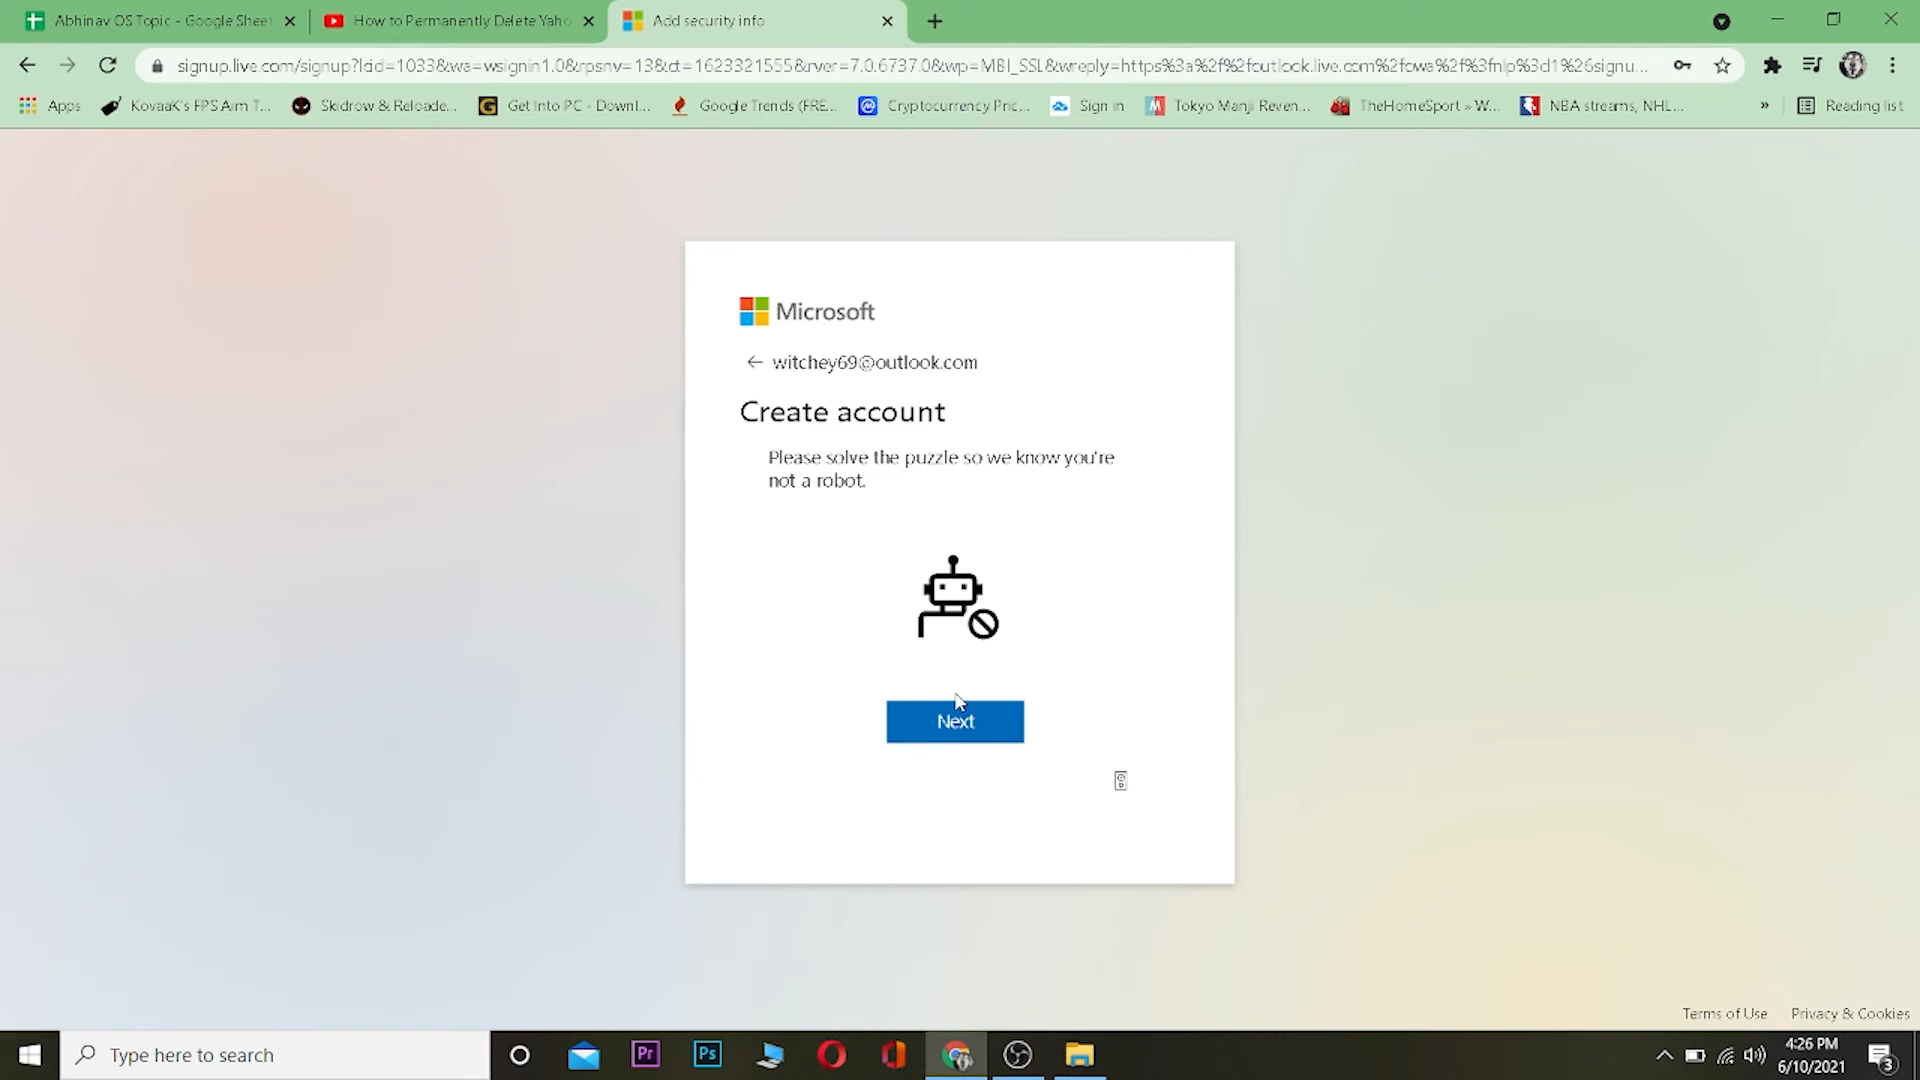 Abhinav OS Topic - Google Sheet
How to Permanently Delete Yaho
Add security info
signup.live.com/signup?lcid=1033&wa=wsignin1.0&rpsnv=13&ct=1623321555&rver=7.0.6737.0&wp=MBI_SSL&wreply=https%3a%2f%2foutlook.live.com%2fowa%2f%3fnlp%3d1%26signu...
Apps
KovaaK's FPS Aim T...
Skidrow & Reloade...
Get Into PC - Downl...
Google Trends (FRE...
Cryptocurrency Pric...
Sign in
Tokyo Manji Reven...
TheHomeSport » W...
NBA streams, NHL...
»
Reading list
Microsoft
witchey69@outlook.com
Create account
Please solve the puzzle so we know you're
not a robot.
Next
Terms of Use
Privacy & Cookies
Type here to search
Pr
Ps
4:26 PM
6/10/2021
3